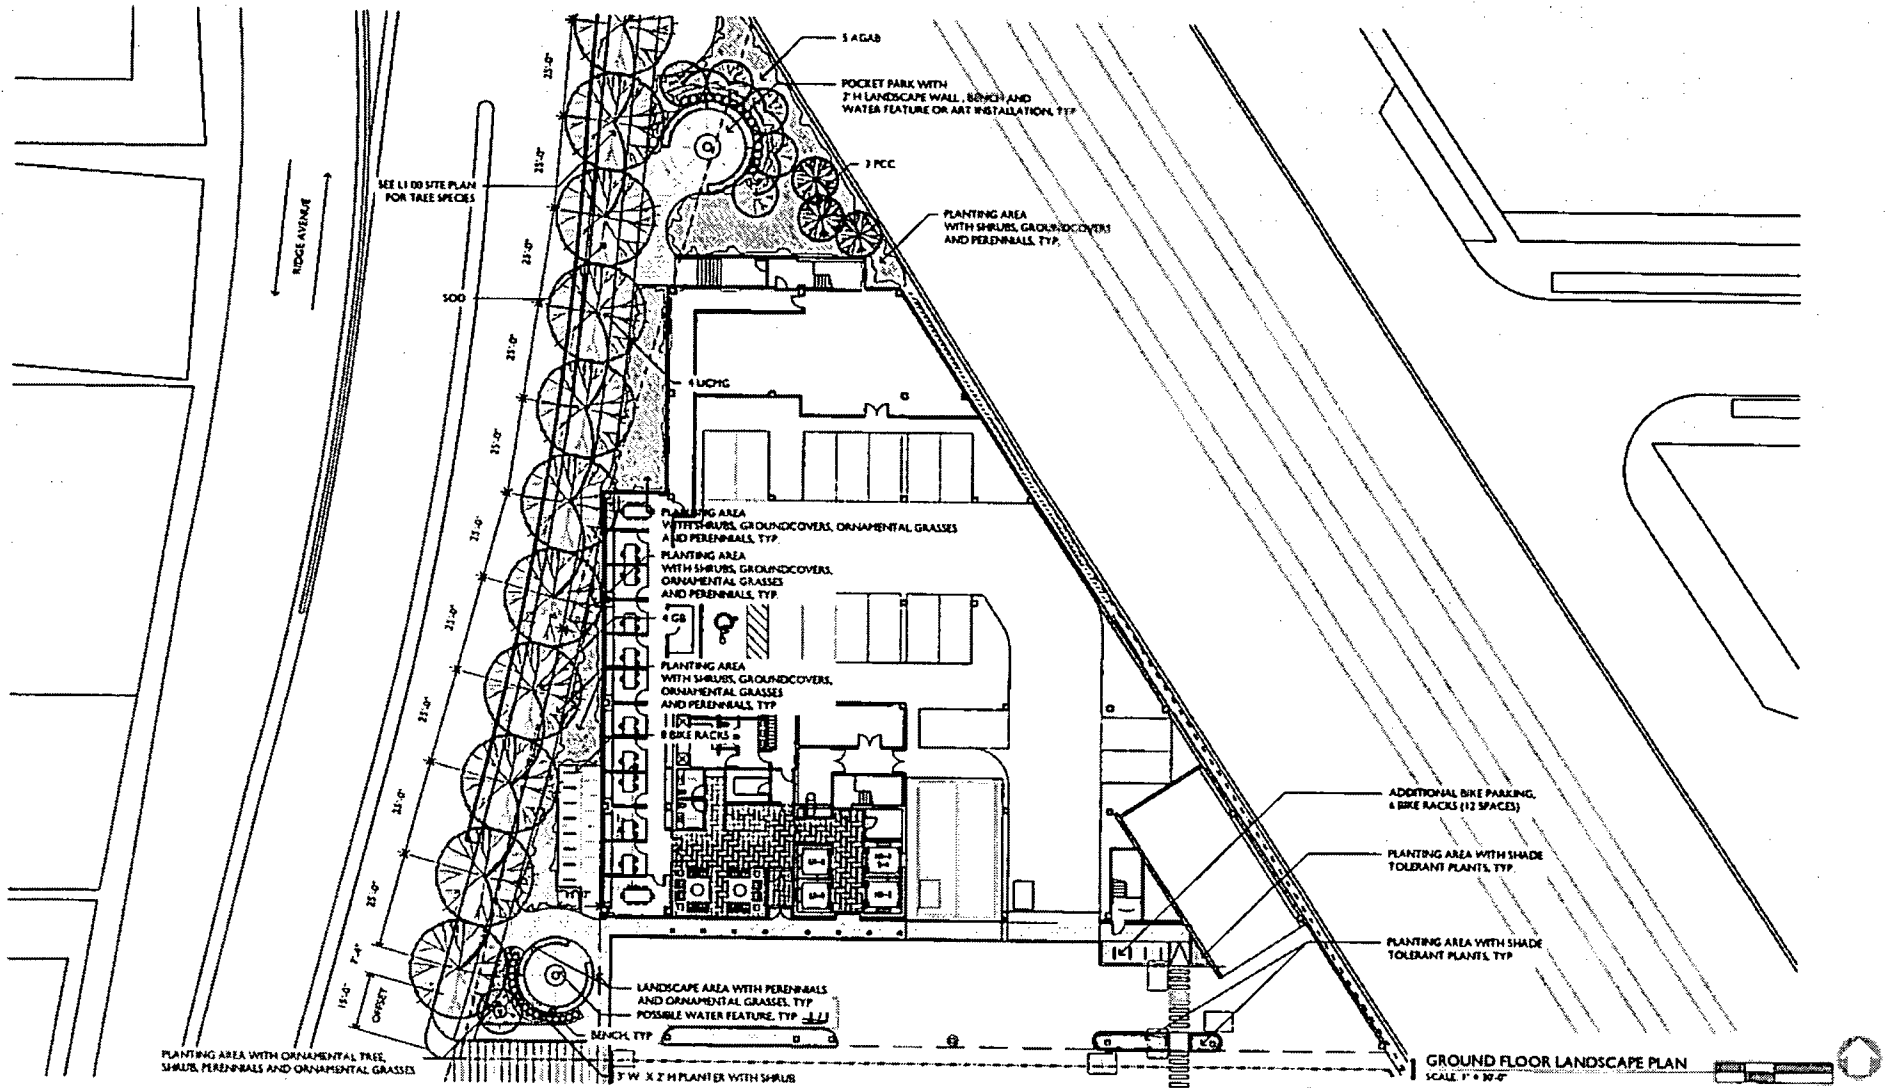 5 AGAB
POCKET PARK WITH
2' H LANDSCAPE WALL, BENCH AND
WATER FEATURE OR ART INSTALLATION, TYP
3 PCC
PLANTING AREA
WITH SHRUBS, GROUNDCOVERS
AND PERENNIALS, TYP.
SEE L1.00 SITE PLAN
FOR TREE SPECIES
RIDGE AVENUE
SOD
4 UCMG
25'-0"
25'-0"
25'-0"
25'-0"
25'-0"
25'-0"
25'-0"
25'-0"
25'-0"
25'-0"
7'-4"
15'-0"
OFFSET
PLANTING AREA
WITH SHRUBS, GROUNDCOVERS, ORNAMENTAL GRASSES
AND PERENNIALS, TYP.
PLANTING AREA
WITH SHRUBS, GROUNDCOVERS,
ORNAMENTAL GRASSES
AND PERENNIALS, TYP.
4 GB
PLANTING AREA
WITH SHRUBS, GROUNDCOVERS,
ORNAMENTAL GRASSES
AND PERENNIALS, TYP
8 BIKE RACKS
ADDITIONAL BIKE PARKING,
6 BIKE RACKS (12 SPACES)
PLANTING AREA WITH SHADE
TOLERANT PLANTS, TYP
PLANTING AREA WITH SHADE
TOLERANT PLANTS, TYP
LANDSCAPE AREA WITH PERENNIALS
AND ORNAMENTAL GRASSES, TYP
POSSIBLE WATER FEATURE, TYP
BENCH, TYP
PLANTING AREA WITH ORNAMENTAL TREE,
SHRUB, PERENNIALS AND ORNAMENTAL GRASSES
3' W X 2' H PLANTER WITH SHRUB
GROUND FLOOR LANDSCAPE PLAN
SCALE 1" = 30'-0"